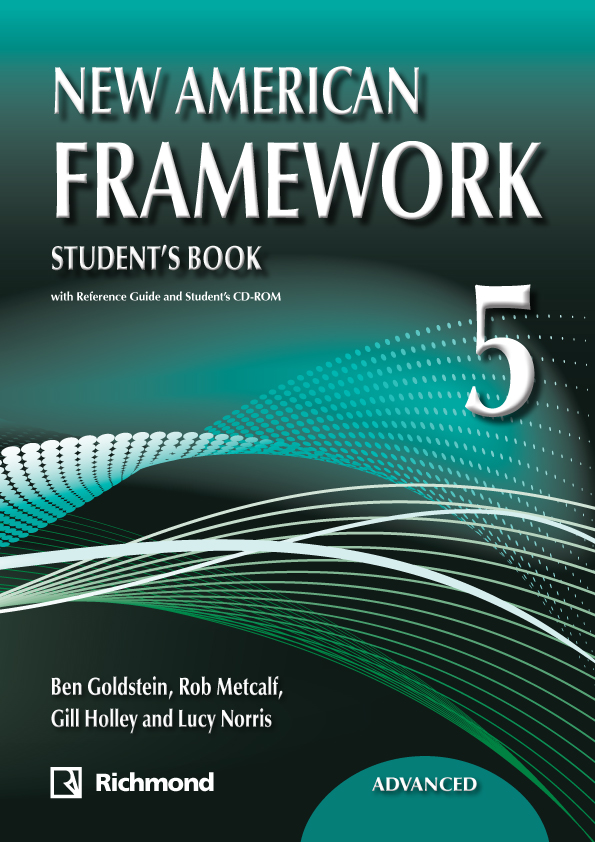 NEW AMERICAN
FRAMEWORK
STUDENT'S BOOK
with Reference Guide and Student's CD-ROM
5
Ben Goldstein, Rob Metcalf,
Gill Holley and Lucy Norris
Richmond
ADVANCED